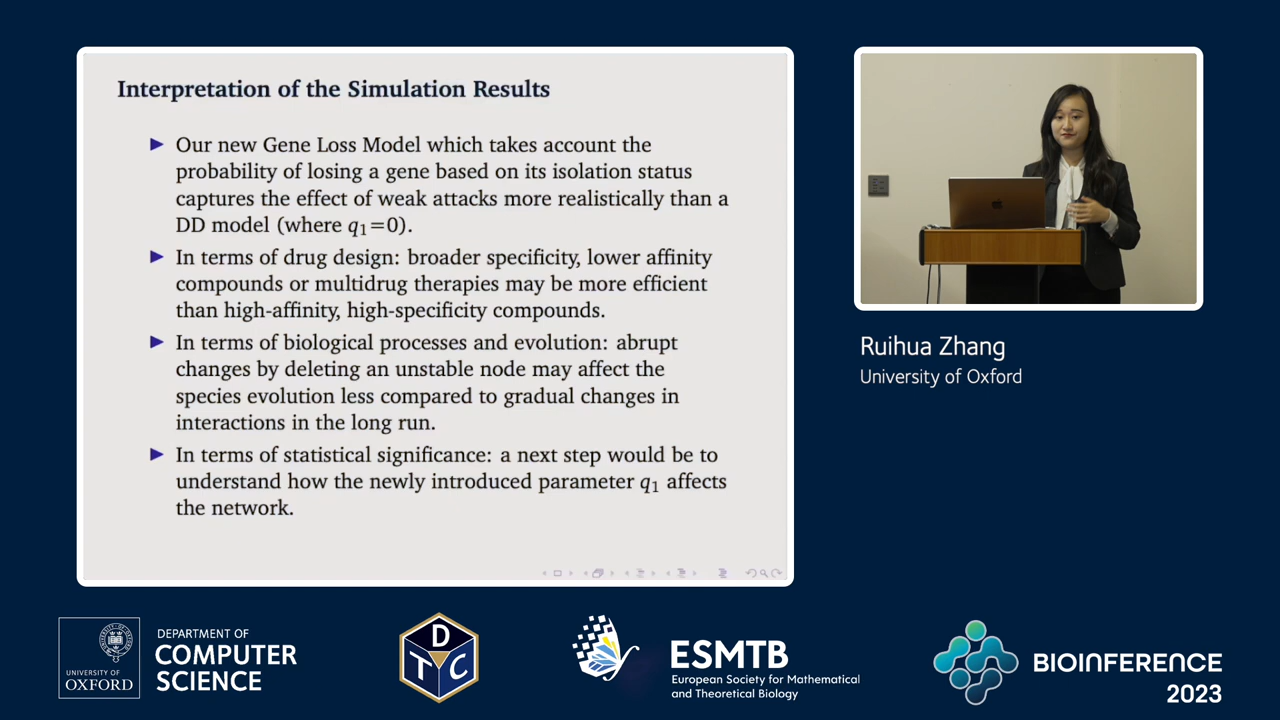 Interpretation of the Simulation Results
Our new Gene Loss Model which takes account the
probability of losing a gene based on its isolation status
captures the effect of weak attacks more realistically than a
DD model (where q₁=0).
In terms of drug design: broader specificity, lower affinity
compounds or multidrug therapies may be more efficient
than high-affinity, high-specificity compounds.
In terms of biological processes and evolution: abrupt
changes by deleting an unstable node may affect the
species evolution less compared to gradual changes in
interactions in the long run.
In terms of statistical significance: a next step would be to
understand how the newly introduced parameter q₁ affects
the network.
Ruihua Zhang
University of Oxford
UNIVERSITY OF
OXFORD
DEPARTMENT OF
COMPUTER
SCIENCE
D
T C
ESMTB
European Society for Mathematical
and Theoretical Biology
BIOINFERENCE
2023